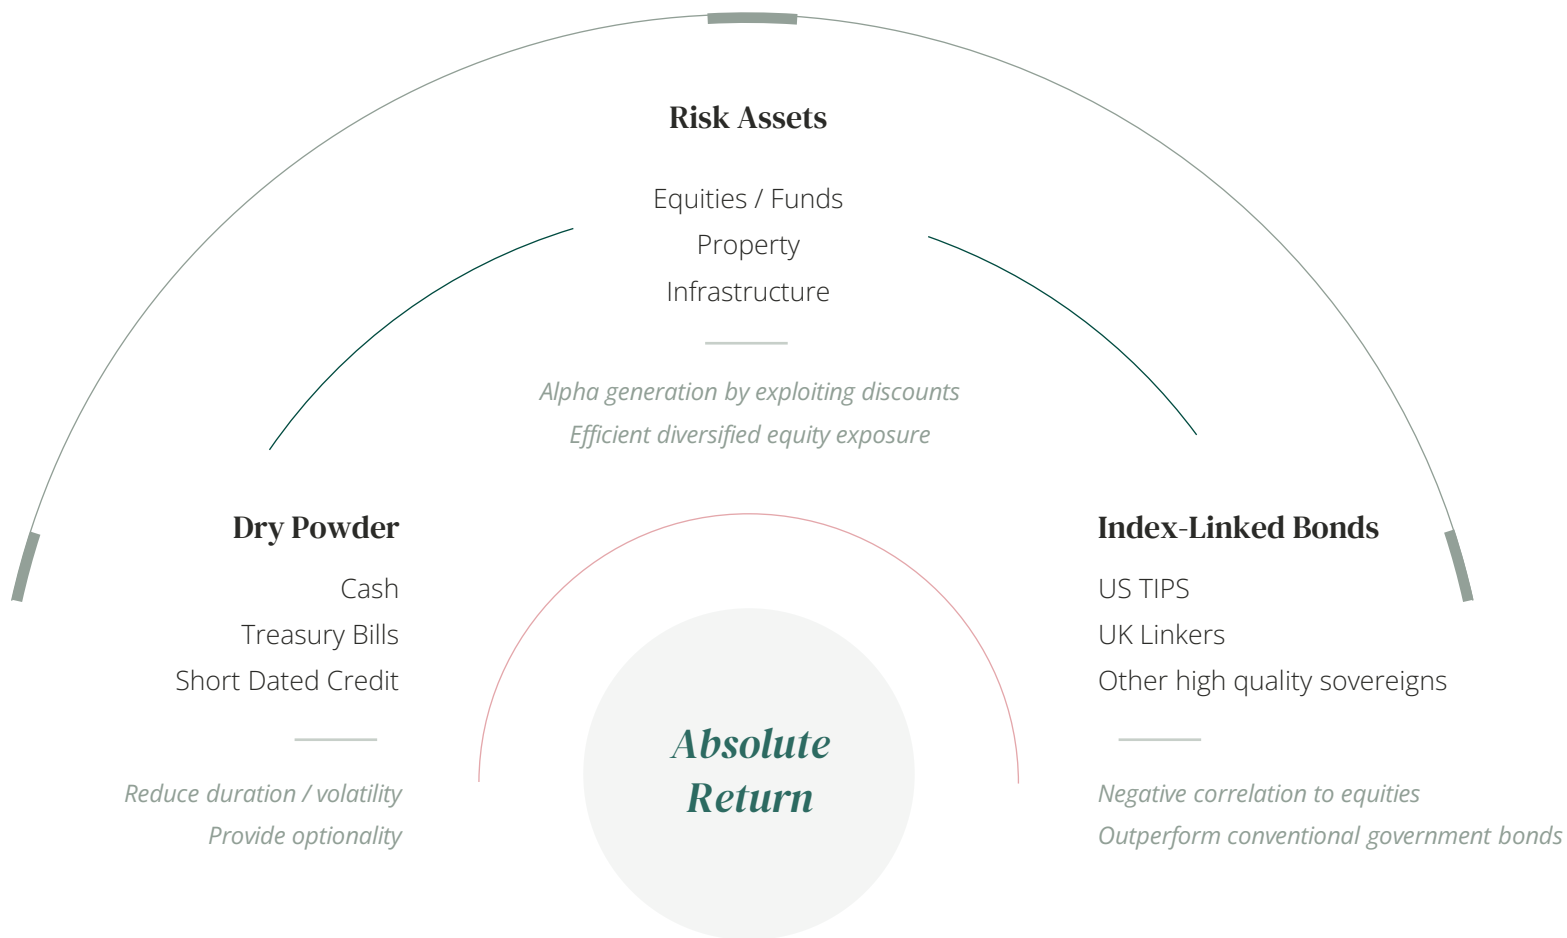 Risk Assets
Equities / Funds
Property
Infrastructure
Alpha generation by exploiting discounts
Efficient diversified equity exposure
Dry Powder
Cash
Treasury Bills
Short Dated Credit
Reduce duration / volatility
Provide optionality
Absolute
Return
Index-Linked Bonds
US TIPS
UK Linkers
Other high quality sovereigns
Negative correlation to equities
Outperform conventional government bonds